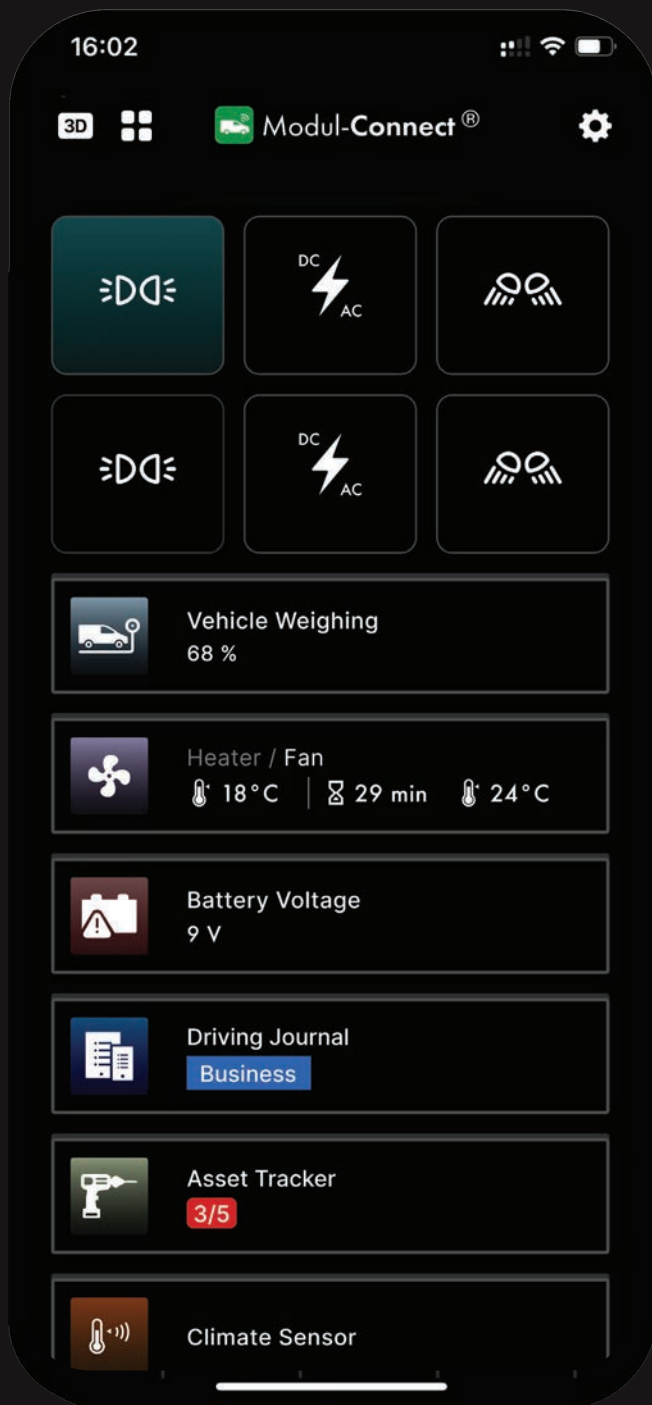 16:02
3D Modul-Connect ®
DC
AC
DC
AC
Vehicle Weighing
68 %
Heater / Fan
18°C 29 min 24°C
Battery Voltage
9 V
Driving Journal
Business
Asset Tracker
3/5
Climate Sensor